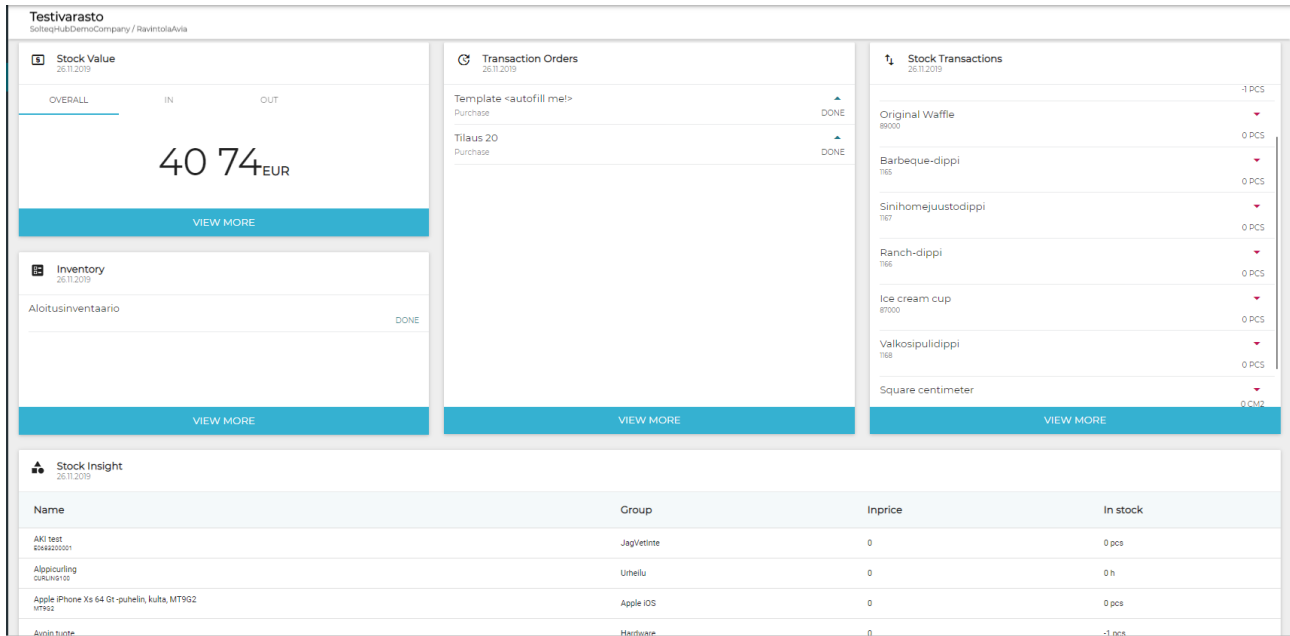 Testivarasto
SolteqHubDemoCompany / RavintolaAvia
Stock Value
26.11.2019
OVERALL IN OUT
40 74 EUR
VIEW MORE
Inventory
26.11.2019
Aloitusinventaario
DONE
VIEW MORE
Transaction Orders
26.11.2019
Template <autofill me!>
Purchase DONE
Tilaus 20
Purchase DONE
VIEW MORE
Stock Transactions
26.11.2019
-1 PCS
Original Waffle
89000
0 PCS
Barbeque-dippi
1165
0 PCS
Sinihomejuustodippi
1167
0 PCS
Ranch-dippi
1166
0 PCS
Ice cream cup
87000
0 PCS
Valkosipulidippi
1168
0 PCS
Square centimeter
0 CM2
VIEW MORE
Stock Insight
26.11.2019
Name Group Inprice In stock
AKI test JagVetInte 0 0 pcs
E0683200001
Alppicurling Urheilu 0 0 h
CURLING100
Apple iPhone Xs 64 Gt -puhelin, kulta, MT9G2 Apple iOS 0 0 pcs
MT9G2
Avoin tuote Hardware 0 -1 pcs